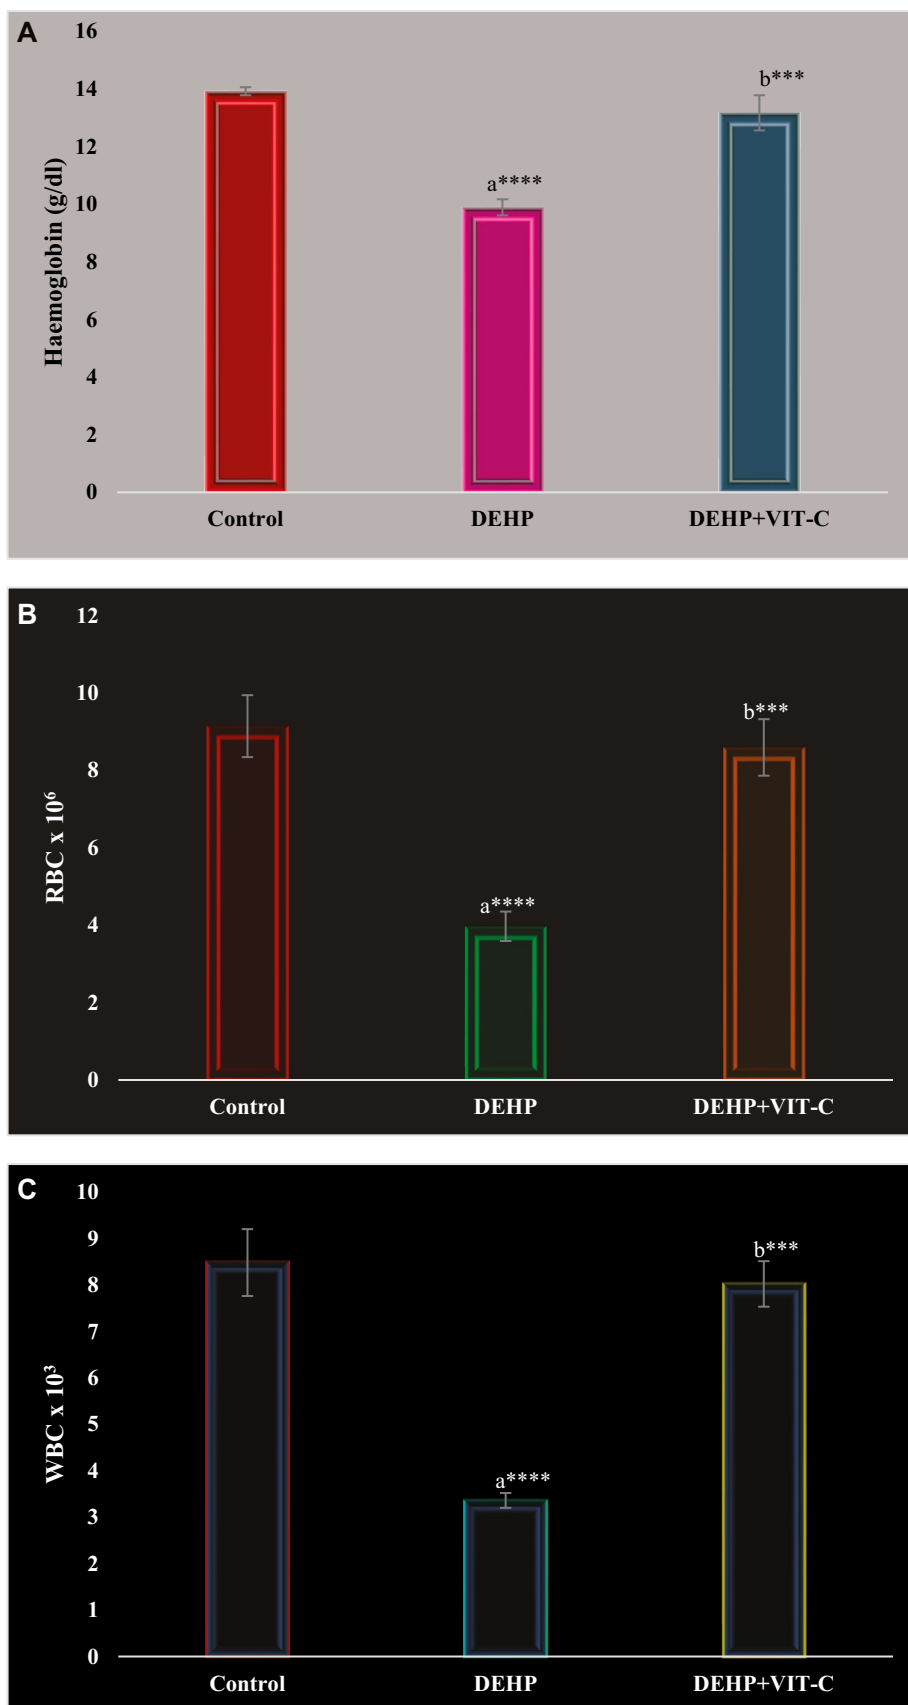 A
Haemoglobin (g/dl)
16
14
12
10
8
6
4
2
0
a****
b***
Control DEHP DEHP+VIT-C
B
RBC x 10⁶
12
10
8
6
4
2
0
a****
b***
Control DEHP DEHP+VIT-C
C
WBC x 10³
10
9
8
7
6
5
4
3
2
1
0
a****
b***
Control DEHP DEHP+VIT-C